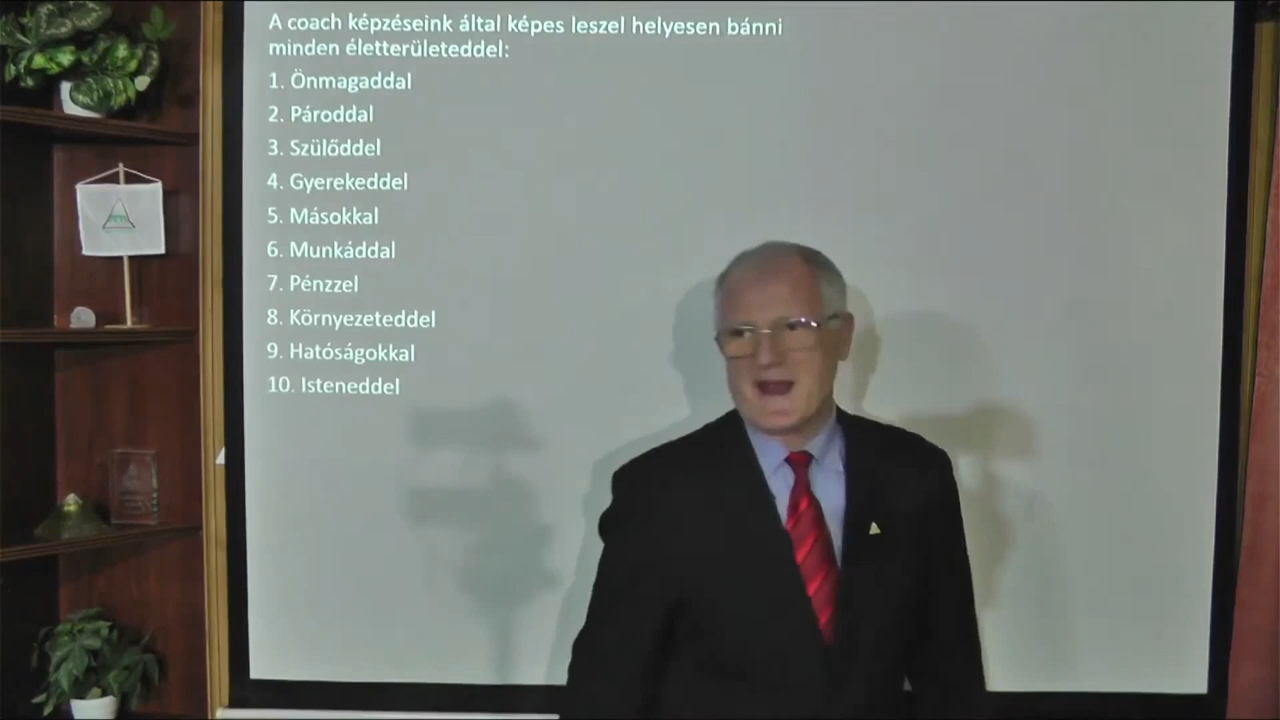 A coach képzéseink által képes leszel helyesen bánni
minden életterületeddel:
1. Önmagaddal
2. Pároddal
3. Szülőddel
4. Gyerekeddel
5. Másokkal
6. Munkáddal
7. Pénzzel
8. Környezeteddel
9. Hatóságokkal
10. Isteneddel